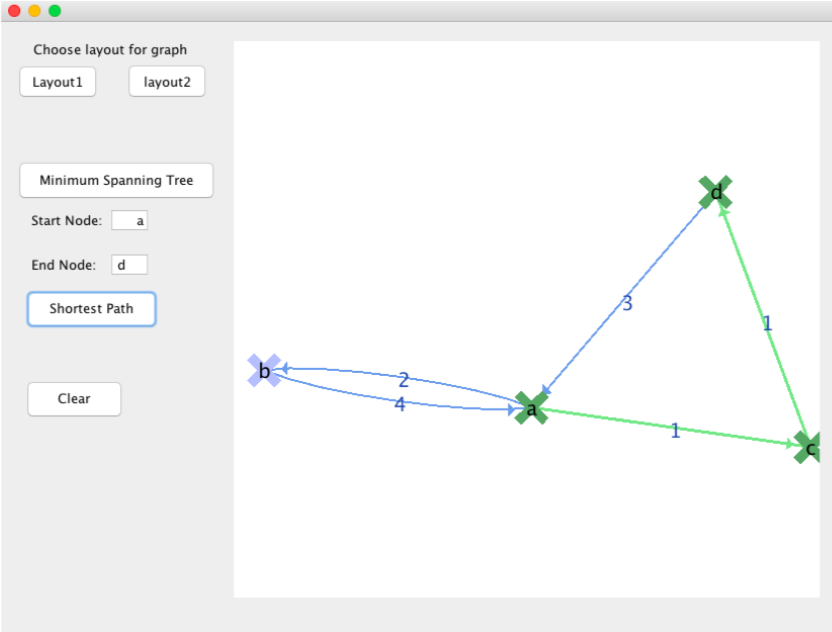 Choose layout for graph
Layout1 layout2
Minimum Spanning Tree
Start Node: a
End Node: d
Shortest Path
Clear
d
3
1
b
2
4
a
1
c